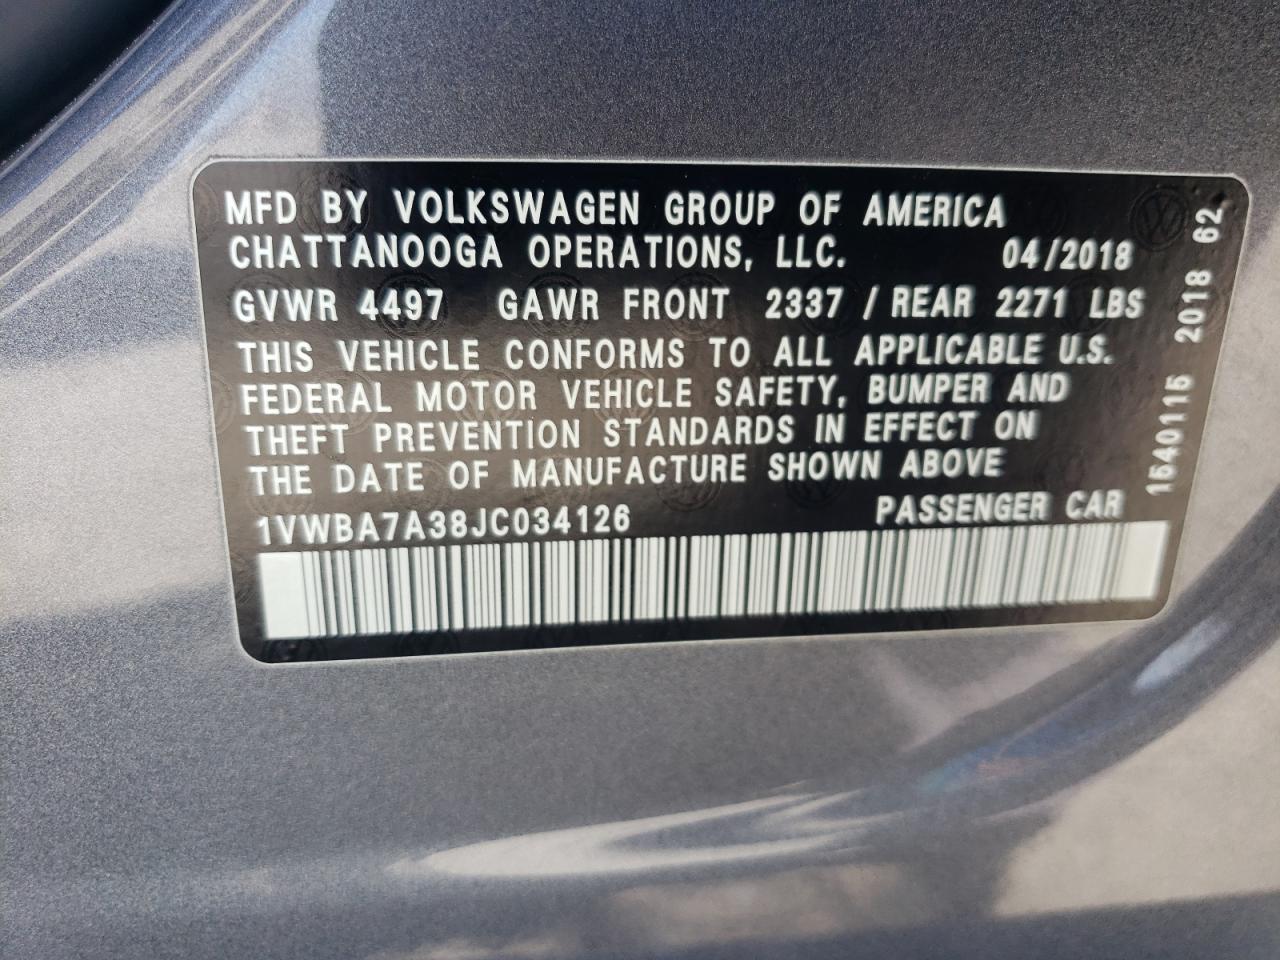 MFD BY VOLKSWAGEN GROUP OF AMERICA
CHATTANOOGA OPERATIONS, LLC. 04/2018
GVWR 4497 GAWR FRONT 2337 / REAR 2271 LBS
THIS VEHICLE CONFORMS TO ALL APPLICABLE U.S.
FEDERAL MOTOR VEHICLE SAFETY, BUMPER AND
THEFT PREVENTION STANDARDS IN EFFECT ON
THE DATE OF MANUFACTURE SHOWN ABOVE
1VWBA7A38JC034126 PASSENGER CAR
1540115 2018 62